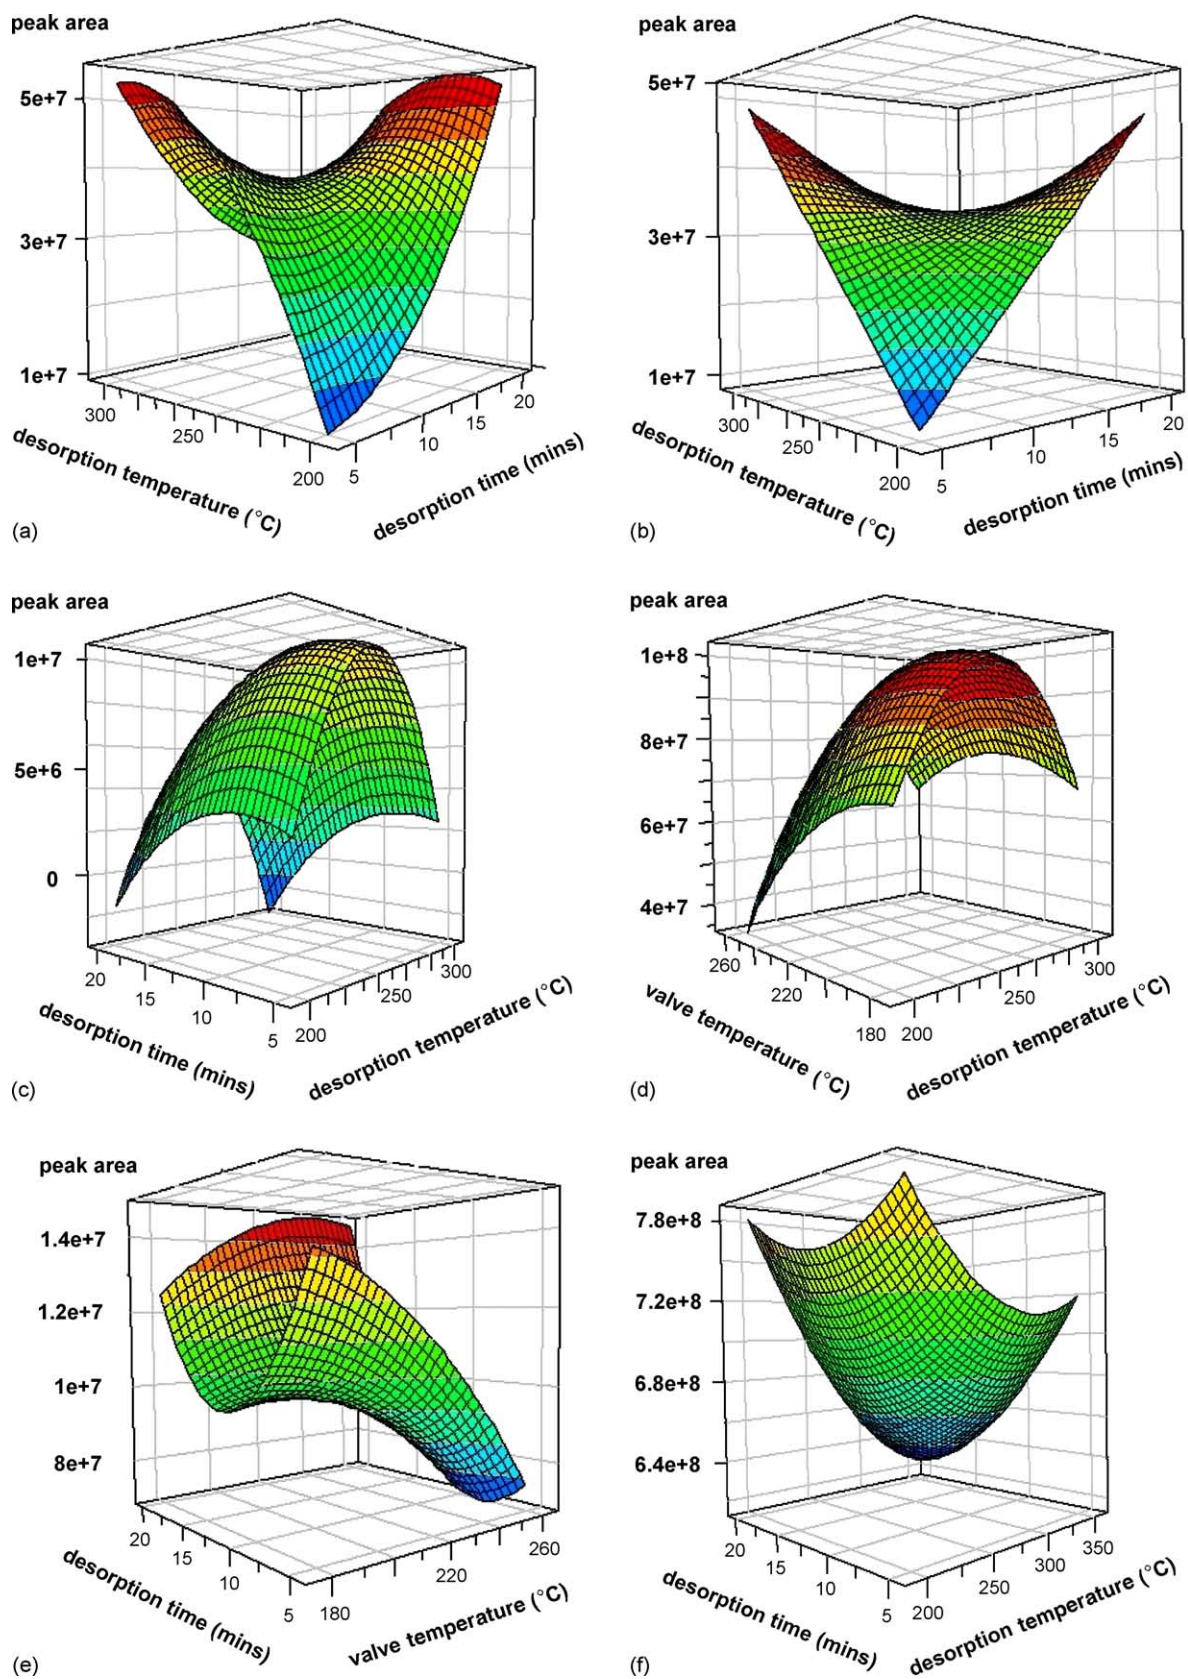 peak area
5e+7
3e+7
1e+7
300
250
200
5
10
15
20
desorption temperature (°C)
desorption time (mins)
(a)
peak area
5e+7
3e+7
1e+7
300
250
200
5
10
15
20
desorption temperature (°C)
desorption time (mins)
(b)
peak area
1e+7
5e+6
0
20
15
10
5
200
250
300
desorption time (mins)
desorption temperature (°C)
(c)
peak area
1e+8
8e+7
6e+7
4e+7
260
220
180
200
250
300
valve temperature (°C)
desorption temperature (°C)
(d)
peak area
1.4e+7
1.2e+7
1e+7
8e+7
20
15
10
5
180
220
260
desorption time (mins)
valve temperature (°C)
(e)
peak area
7.8e+8
7.2e+8
6.8e+8
6.4e+8
20
15
10
5
200
250
300
350
desorption time (mins)
desorption temperature (°C)
(f)